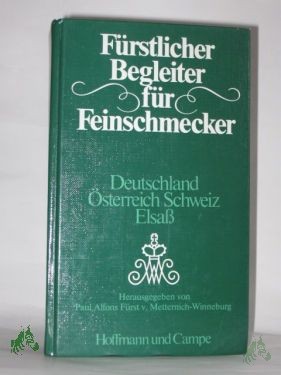 Fürstlicher
Begleiter
für
Feinschmecker
Deutschland
Österreich Schweiz
Elsaß
Herausgegeben von
Paul Alfons Fürst v. Metternich-Winneburg
Hoffmann und Campe